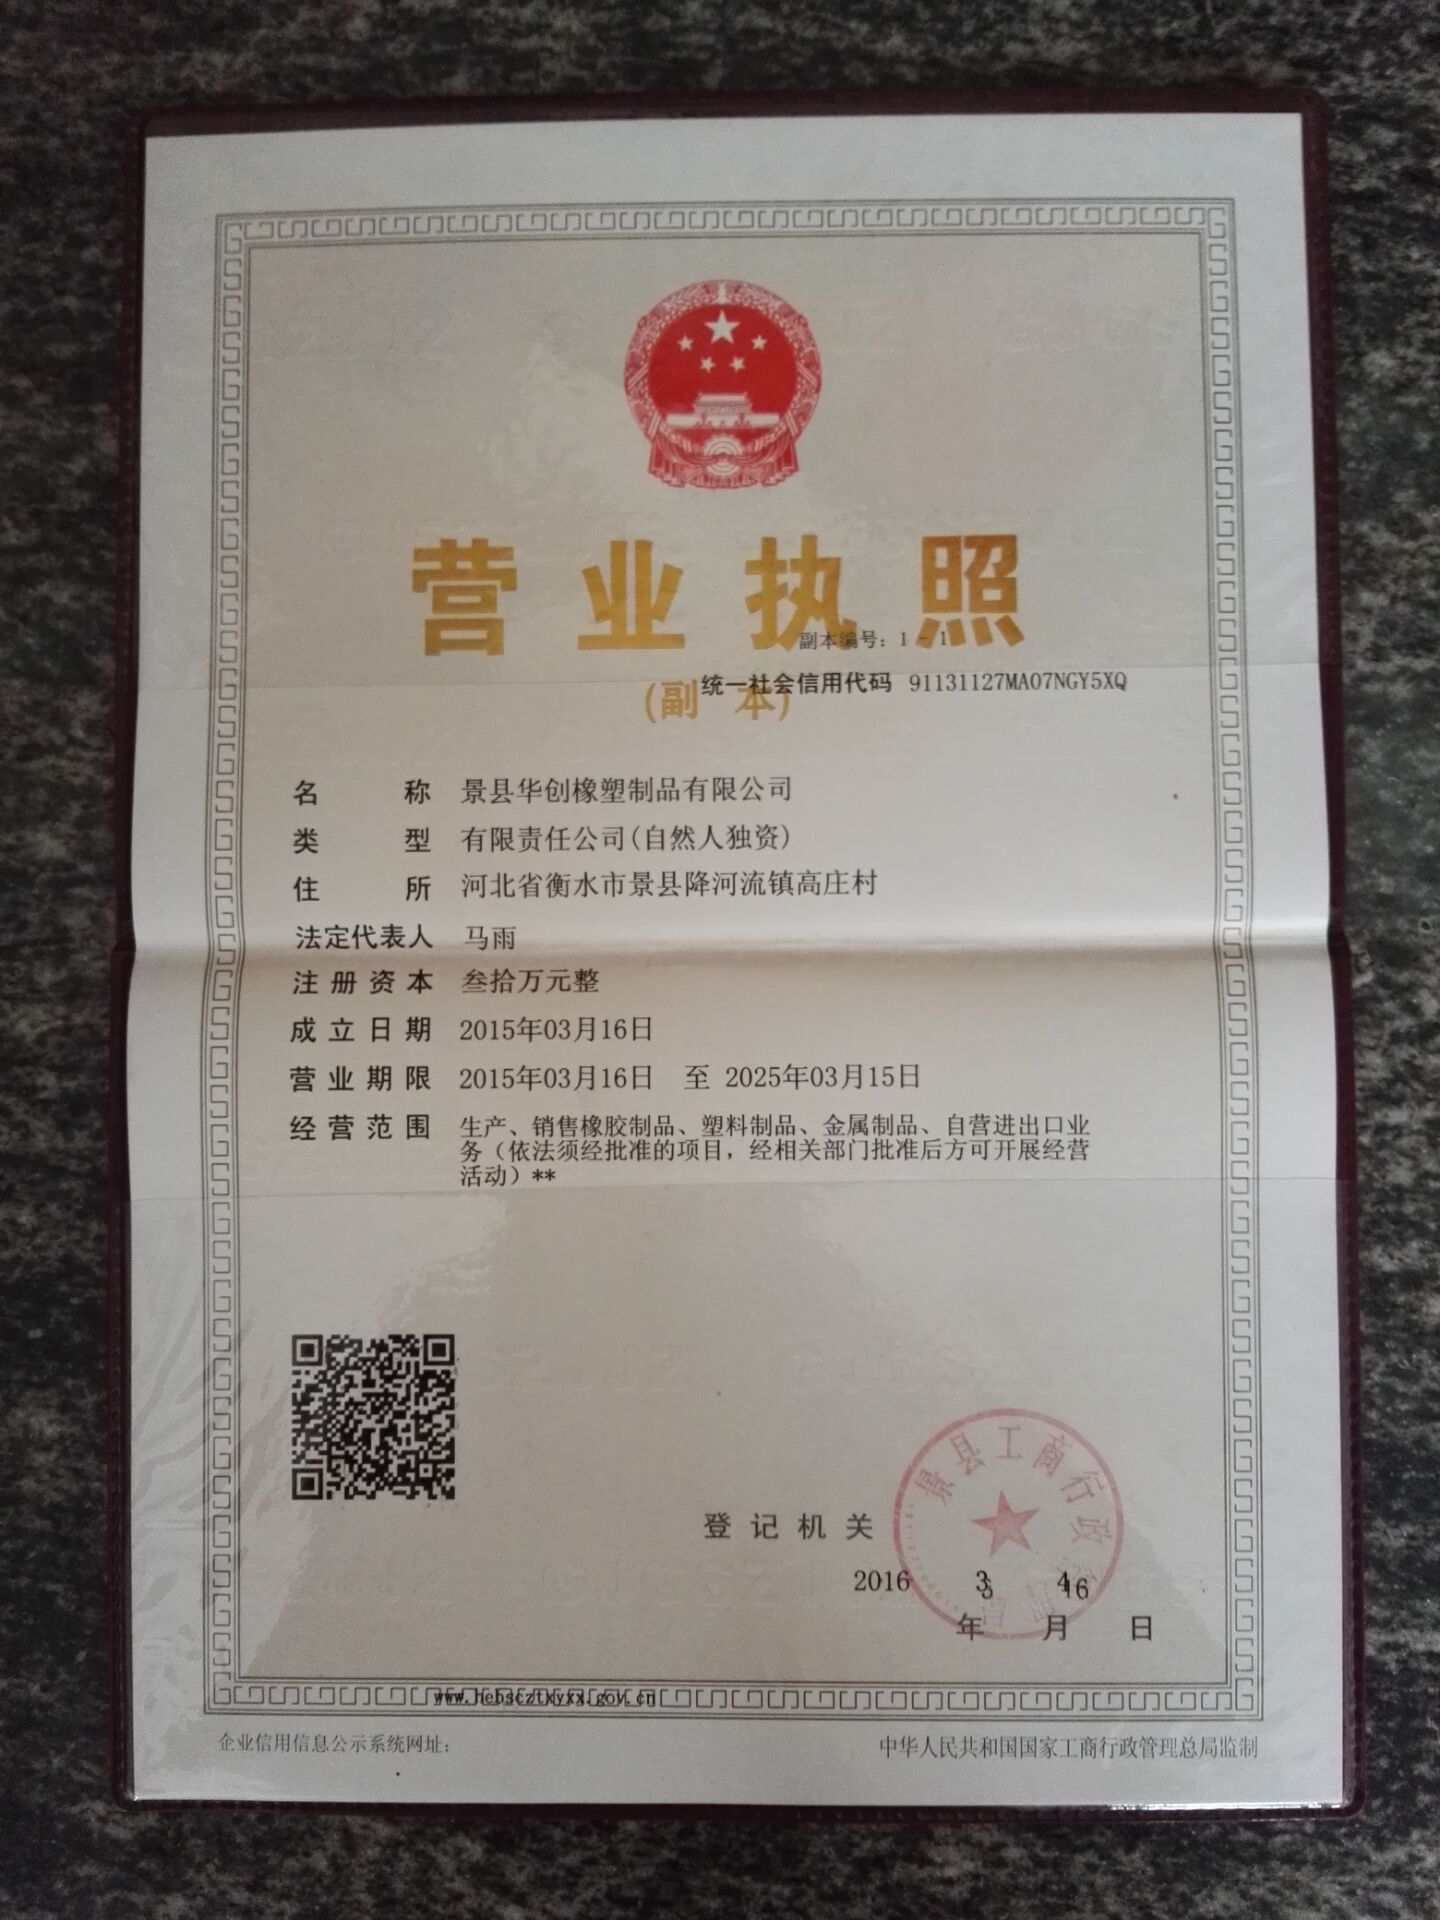 营业执照
副本编号：1-1
(副本)
统一社会信用代码 91131127MA07NGY5XQ
名称 景县华创橡塑制品有限公司
类型 有限责任公司(自然人独资)
住所 河北省衡水市景县降河流镇高庄村
法定代表人 马雨
注册资本 叁拾万元整
成立日期 2015年03月16日
营业期限 2015年03月16日 至 2025年03月15日
经营范围 生产、销售橡胶制品、塑料制品、金属制品、自营进出口业
务（依法须经批准的项目，经相关部门批准后方可开展经营
活动）**
景县工商行政
登记机关
2016
年 月 日
www.hebscztxyxx.gov.cn
企业信用信息公示系统网址：
中华人民共和国国家工商行政管理总局监制